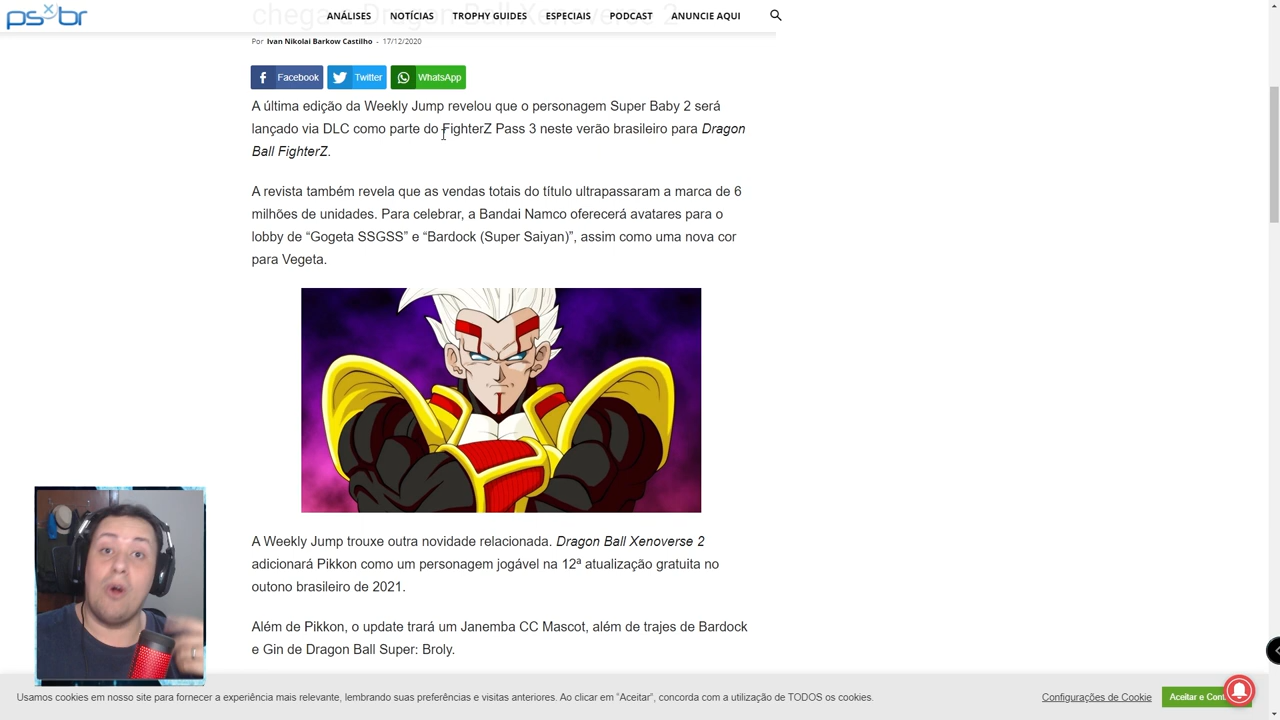 psxbr
ANÁLISES NOTÍCIAS TROPHY GUIDES ESPECIAIS PODCAST ANUNCIE AQUI
Por Ivan Nikolai Barkow Castilho - 17/12/2020
Facebook Twitter WhatsApp
A última edição da Weekly Jump revelou que o personagem Super Baby 2 será
lançado via DLC como parte do FighterZ Pass 3 neste verão brasileiro para Dragon
Ball FighterZ.
A revista também revela que as vendas totais do título ultrapassaram a marca de 6
milhões de unidades. Para celebrar, a Bandai Namco oferecerá avatares para o
lobby de “Gogeta SSGSS” e “Bardock (Super Saiyan)”, assim como uma nova cor
para Vegeta.
A Weekly Jump trouxe outra novidade relacionada. Dragon Ball Xenoverse 2
adicionará Pikkon como um personagem jogável na 12ª atualização gratuita no
outono brasileiro de 2021.
Além de Pikkon, o update trará um Janemba CC Mascot, além de trajes de Bardock
e Gin de Dragon Ball Super: Broly.
Usamos cookies em nosso site para fornecer a experiência mais relevante, lembrando suas preferências e visitas anteriores. Ao clicar em “Aceitar”, concorda com a utilização de TODOS os cookies.
Configurações de Cookie
Aceitar e